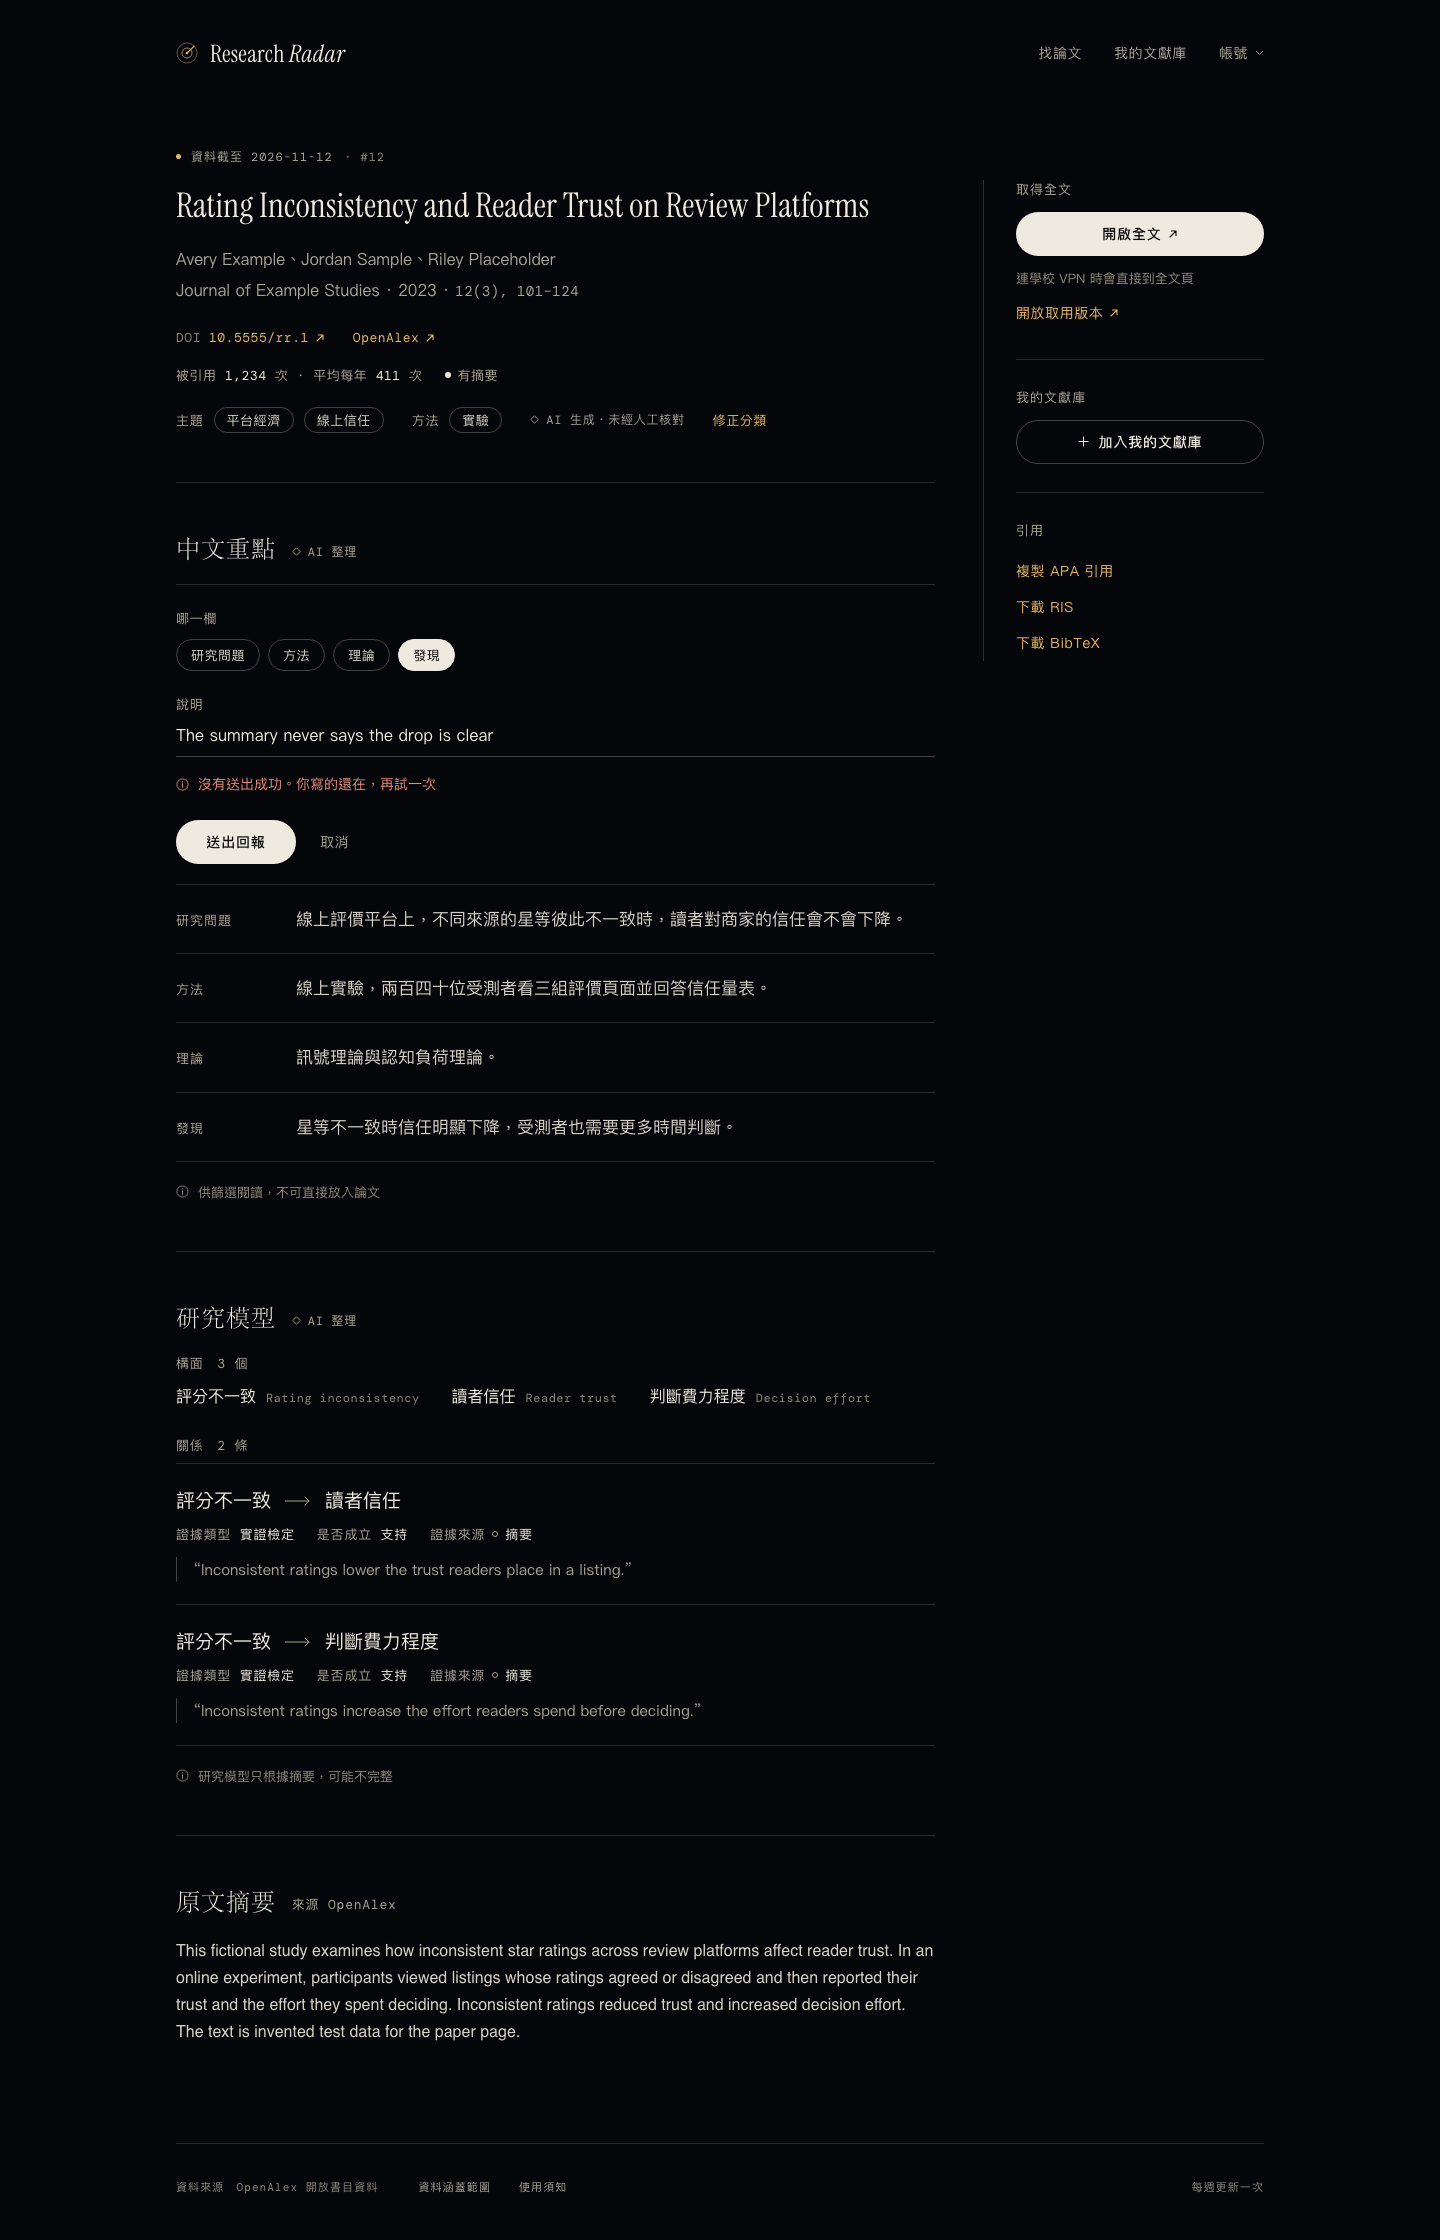 Research Radar
找論文 我的文獻庫 帳號
資料截至 2026-11-12 · #12
Rating Inconsistency and Reader Trust on Review Platforms
Avery Example、Jordan Sample、Riley Placeholder
Journal of Example Studies · 2023 · 12(3), 101-124
DOI 10.5555/rr.1 ↗ OpenAlex ↗
被引用 1,234 次 · 平均每年 411 次 有摘要
主題 平台經濟 線上信任 方法 實驗 ◇ AI 生成·未經人工核對 修正分類
取得全文
開啟全文 ↗
連學校 VPN 時會直接到全文頁
開放取用版本 ↗
我的文獻庫
+ 加入我的文獻庫
引用
複製 APA 引用
下載 RIS
下載 BibTeX
中文重點 ◇ AI 整理
哪一欄
研究問題 方法 理論 發現
說明
The summary never says the drop is clear
沒有送出成功。你寫的還在，再試一次
送出回報 取消
研究問題 線上評價平台上，不同來源的星等彼此不一致時，讀者對商家的信任會不會下降。
方法 線上實驗，兩百四十位受測者看三組評價頁面並回答信任量表。
理論 訊號理論與認知負荷理論。
發現 星等不一致時信任明顯下降，受測者也需要更多時間判斷。
供篩選閱讀，不可直接放入論文
研究模型 ◇ AI 整理
構面 3 個
評分不一致 Rating inconsistency 讀者信任 Reader trust 判斷費力程度 Decision effort
關係 2 條
評分不一致 → 讀者信任
證據類型 實證檢定 是否成立 支持 證據來源 摘要
“Inconsistent ratings lower the trust readers place in a listing.”
評分不一致 → 判斷費力程度
證據類型 實證檢定 是否成立 支持 證據來源 摘要
“Inconsistent ratings increase the effort readers spend before deciding.”
研究模型只根據摘要，可能不完整
原文摘要 來源 OpenAlex
This fictional study examines how inconsistent star ratings across review platforms affect reader trust. In an
online experiment, participants viewed listings whose ratings agreed or disagreed and then reported their
trust and the effort they spent deciding. Inconsistent ratings reduced trust and increased decision effort.
The text is invented test data for the paper page.
資料來源 OpenAlex 開放書目資料 資料涵蓋範圍 使用須知 每週更新一次